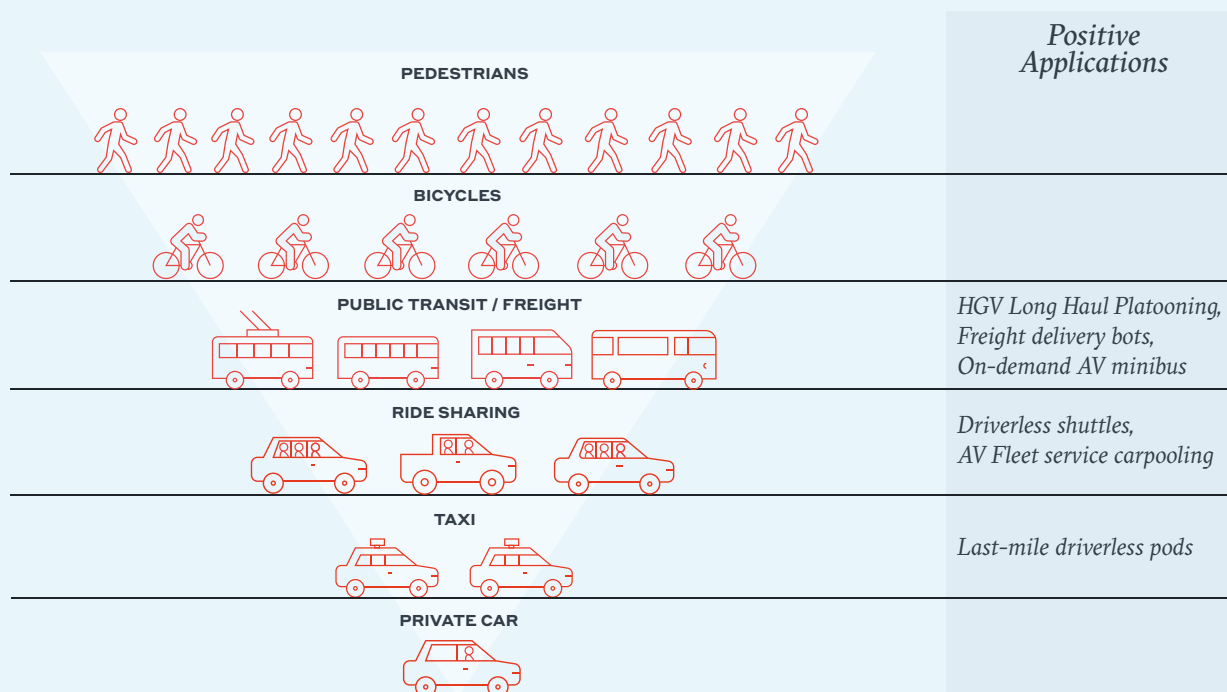 Positive
Applications
PEDESTRIANS
BICYCLES
PUBLIC TRANSIT / FREIGHT
HGV Long Haul Platooning,
Freight delivery bots,
On-demand AV minibus
RIDE SHARING
Driverless shuttles,
AV Fleet service carpooling
TAXI
Last-mile driverless pods
PRIVATE CAR